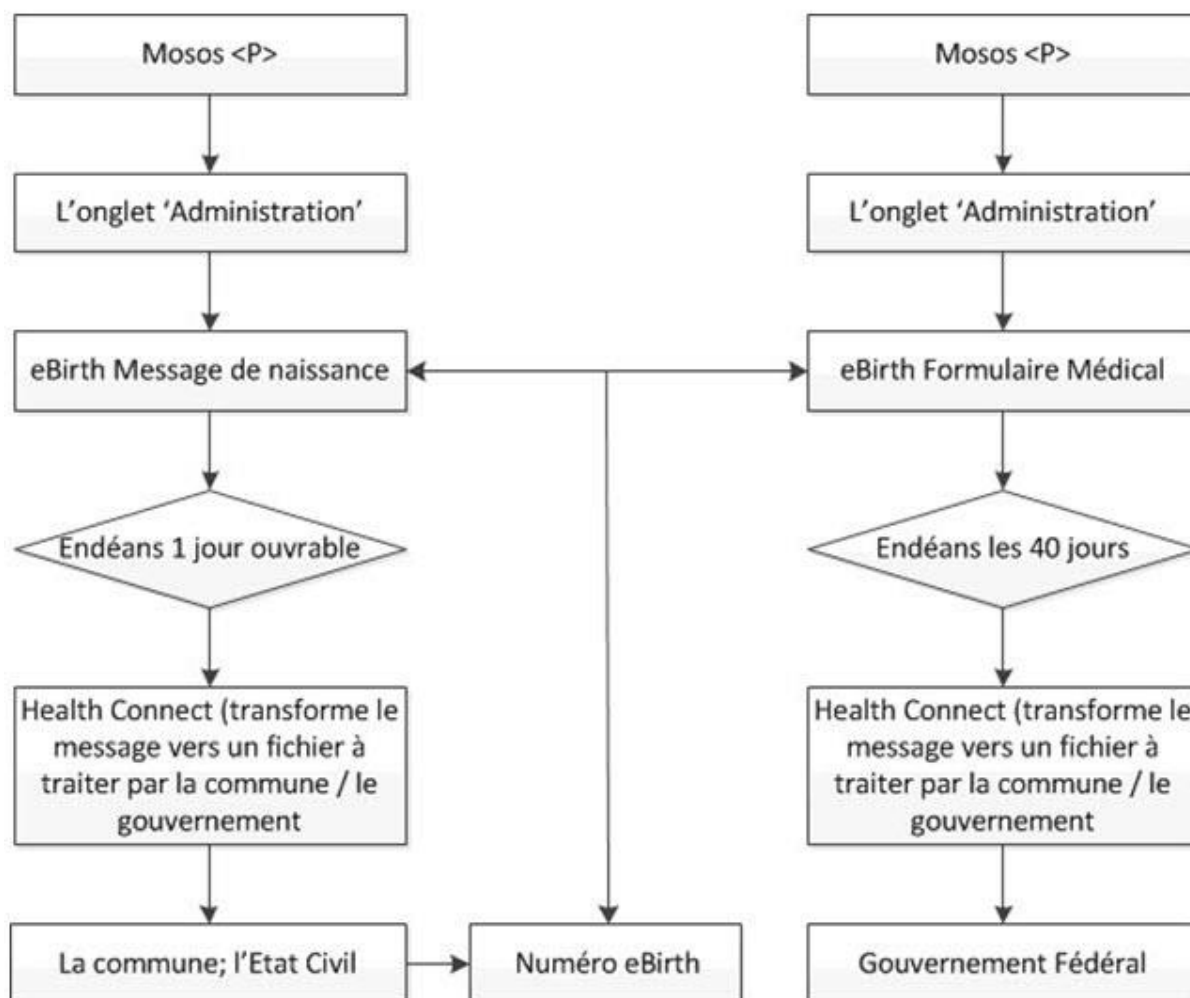 Mosos <P>
L'onglet 'Administration'
eBirth Message de naissance
Endéans 1 jour ouvrable
Health Connect (transforme le
message vers un fichier à
traiter par la commune / le
gouvernement
La commune; l'Etat Civil
Numéro eBirth
Mosos <P>
L'onglet 'Administration'
eBirth Formulaire Médical
Endéans les 40 jours
Health Connect (transforme le
message vers un fichier à
traiter par la commune / le
gouvernement
Gouvernement Fédéral